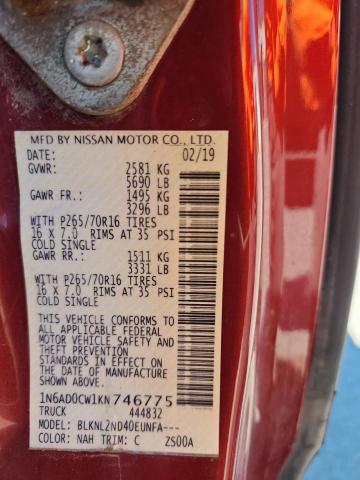 MFD BY NISSAN MOTOR CO., LTD.
DATE: 02/19
GVWR: 2581 KG
5690 LB
GAWR FR.: 1495 KG
3296 LB
WITH P265/70R16 TIRES
16 X 7.0 RIMS AT 35 PSI
COLD SINGLE
GAWR RR.: 1511 KG
3331 LB
WITH P265/70R16 TIRES
16 X 7.0 RIMS AT 35 PSI
COLD SINGLE
THIS VEHICLE CONFORMS TO
ALL APPLICABLE FEDERAL
MOTOR VEHICLE SAFETY
STANDARDS IN EFFECT ON
THE DATE OF MANUFACTURE
SHOWN ABOVE.
1N6AD0CW1KN746775
TRUCK 444832
MODEL: BLKNL2ND40EUNFA---
COLOR: NAH TRIM: C ZS00A